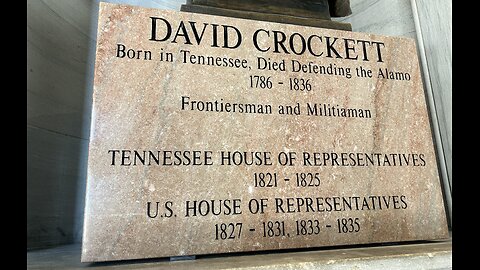 DAVID CROCKETT
Born in Tennessee, Died Defending the Alamo
1786 - 1836
Frontiersman and Militiaman
TENNESSEE HOUSE OF REPRESENTATIVES
1821 - 1825
U.S. HOUSE OF REPRESENTATIVES
1827 - 1831, 1833 - 1835